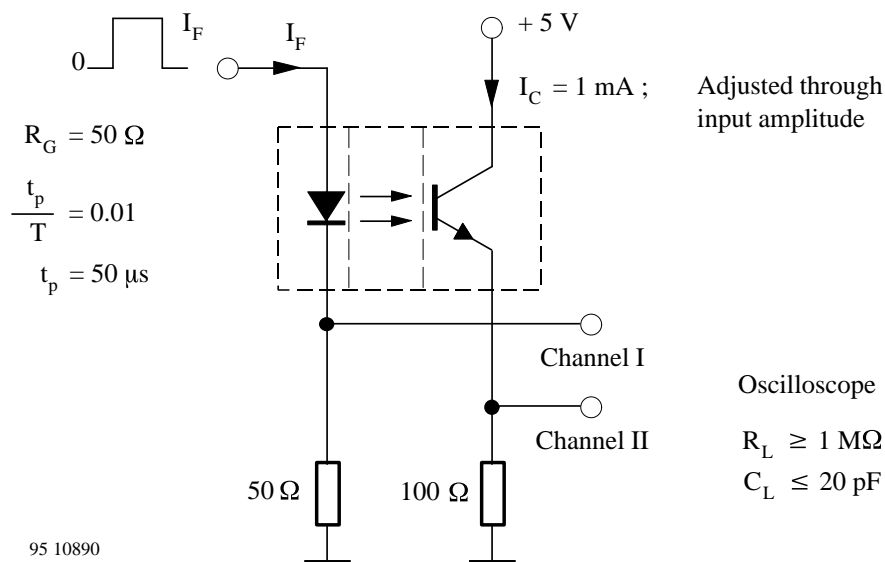 I_F
0
I_F
+ 5 V
I_C = 1 mA ;
Adjusted through
input amplitude
R_G = 50 Ω
t_p
T
= 0.01
t_p = 50 µs
Channel I
Channel II
Oscilloscope
R_L ≥ 1 MΩ
C_L ≤ 20 pF
50 Ω
100 Ω
95 10890